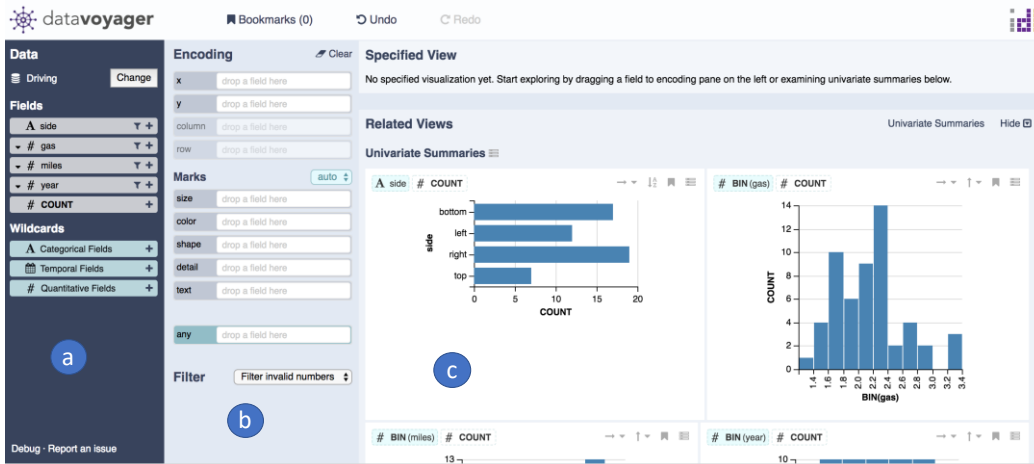 datavoyager
Bookmarks (0)
Undo
Redo
id
Data
Driving
Change
Fields
A side
# gas
# miles
# year
# COUNT
Wildcards
A Categorical Fields
Temporal Fields
# Quantitative Fields
a
Debug · Report an issue
Encoding
Clear
x drop a field here
y drop a field here
column drop a field here
row drop a field here
Marks
auto
size drop a field here
color drop a field here
shape drop a field here
detail drop a field here
text drop a field here
any drop a field here
Filter
Filter invalid numbers
b
Specified View
No specified visualization yet. Start exploring by dragging a field to encoding pane on the left or examining univariate summaries below.
Related Views
Univariate Summaries
Hide
Univariate Summaries
A side # COUNT
side
bottom
left
right
top
0 5 10 15 20
COUNT
c
# BIN(gas) # COUNT
COUNT
14
12
10
8
6
4
2
0
1.4 1.6 1.8 2.0 2.2 2.4 2.6 2.8 3.0 3.2 3.4
BIN(gas)
# BIN(miles) # COUNT
13
# BIN(year) # COUNT
10